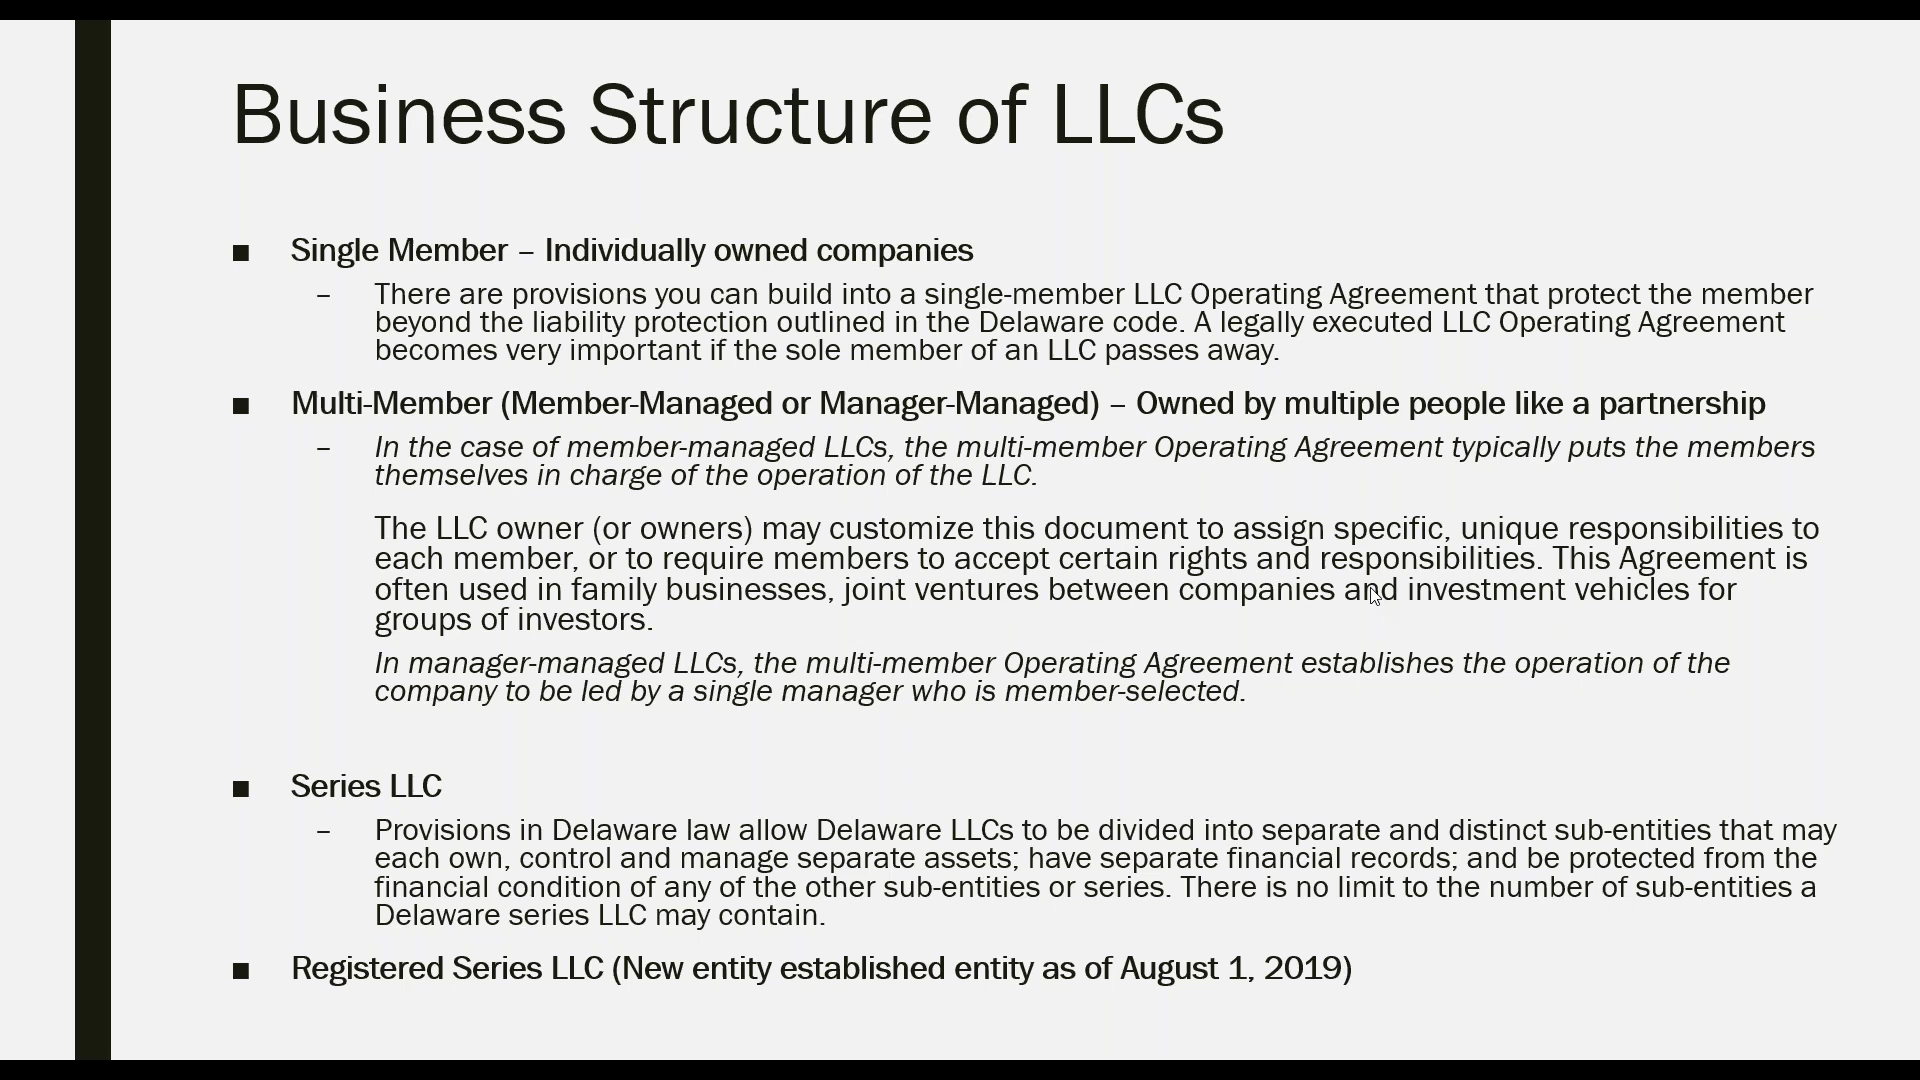 Business Structure of LLCs
■ Single Member – Individually owned companies
– There are provisions you can build into a single-member LLC Operating Agreement that protect the member
beyond the liability protection outlined in the Delaware code. A legally executed LLC Operating Agreement
becomes very important if the sole member of an LLC passes away.
■ Multi-Member (Member-Managed or Manager-Managed) – Owned by multiple people like a partnership
– In the case of member-managed LLCs, the multi-member Operating Agreement typically puts the members
themselves in charge of the operation of the LLC.
The LLC owner (or owners) may customize this document to assign specific, unique responsibilities to
each member, or to require members to accept certain rights and responsibilities. This Agreement is
often used in family businesses, joint ventures between companies and investment vehicles for
groups of investors.
In manager-managed LLCs, the multi-member Operating Agreement establishes the operation of the
company to be led by a single manager who is member-selected.
■ Series LLC
– Provisions in Delaware law allow Delaware LLCs to be divided into separate and distinct sub-entities that may
each own, control and manage separate assets; have separate financial records; and be protected from the
financial condition of any of the other sub-entities or series. There is no limit to the number of sub-entities a
Delaware series LLC may contain.
■ Registered Series LLC (New entity established entity as of August 1, 2019)